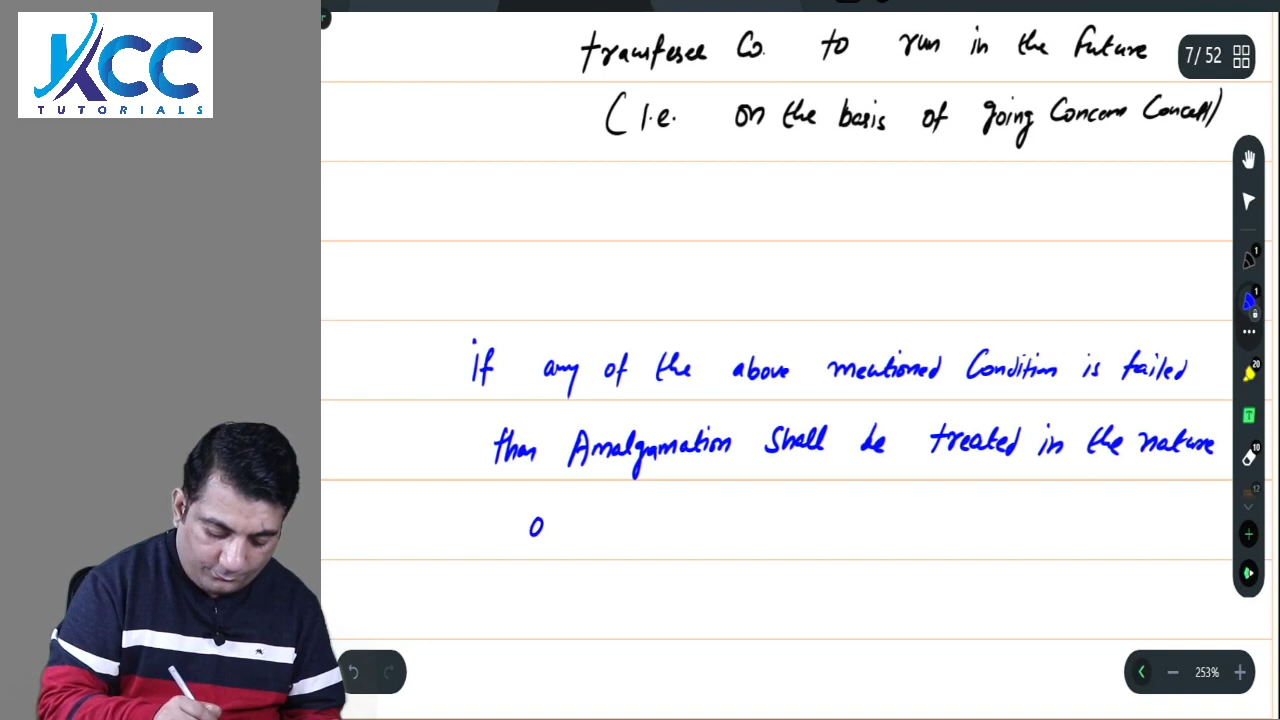 KCC
TUTORIALS
transferee Co. to run in the future
7/ 52
(i.e. on the basis of going Concern Concept)
If any of the above mentioned Condition is failed
than Amalgamation Shall be treated in the nature
o
253%